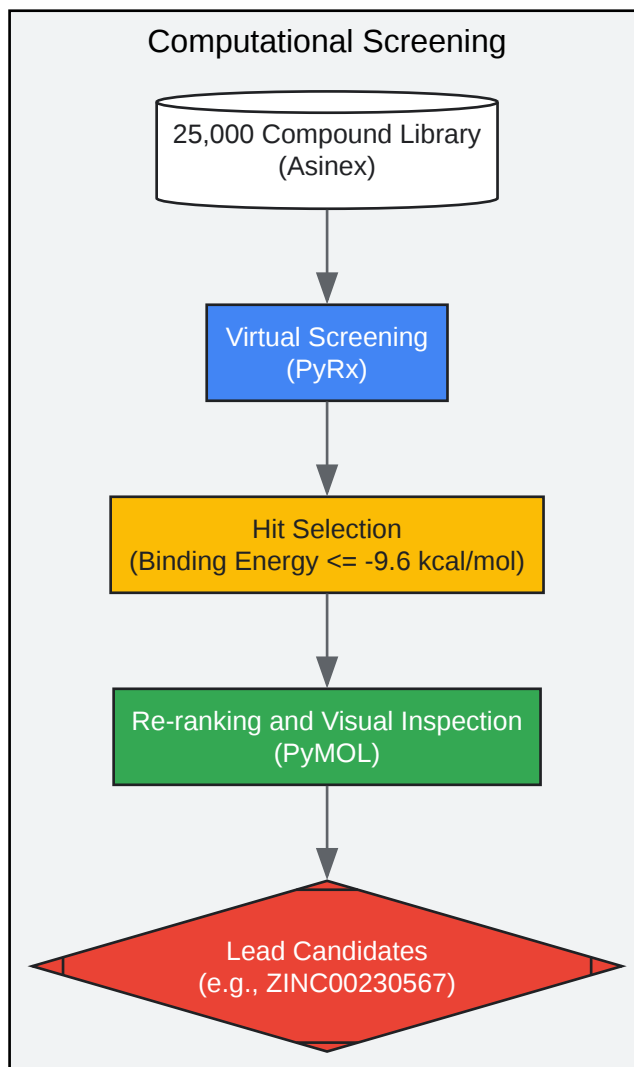 Computational Screening
25,000 Compound Library
(Asinex)
Virtual Screening
(PyRx)
Hit Selection
(Binding Energy <= -9.6 kcal/mol)
Re-ranking and Visual Inspection
(PyMOL)
Lead Candidates
(e.g., ZINC00230567)